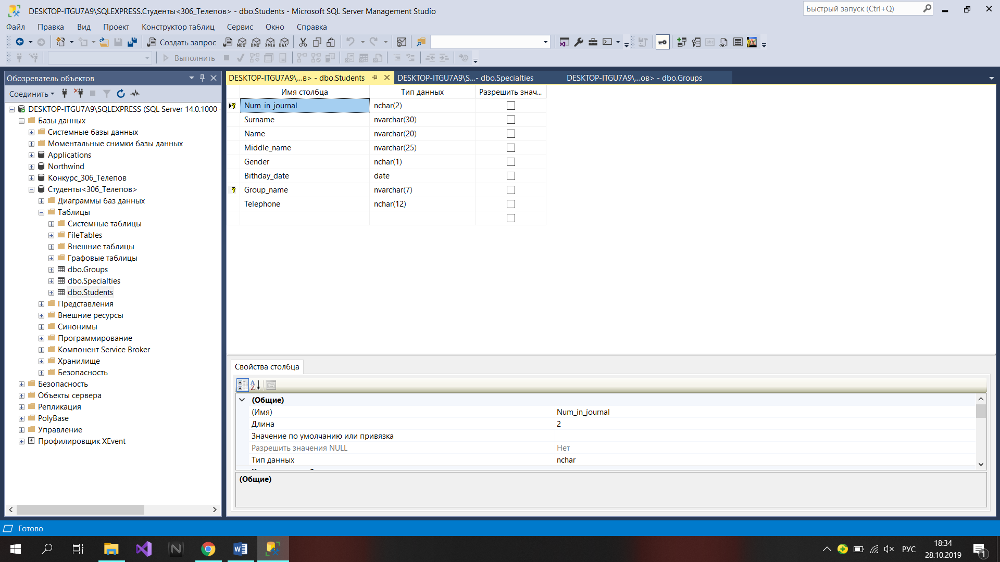 DESKTOP-ITGU7A9\SQLEXPRESS.Студенты<306_Телепов> - dbo.Students - Microsoft SQL Server Management Studio
Быстрый запуск (Ctrl+Q)
Файл Правка Вид Проект Конструктор таблиц Сервис Окно Справка
Создать запрос
MDX DMX XMLA DAX
Выполнить
Обозреватель объектов
Соединить
DESKTOP-ITGU7A9\SQLEXPRESS (SQL Server 14.0.1000 -
Базы данных
Системные базы данных
Моментальные снимки базы данных
Applications
Northwind
Конкурс_306_Телепов
Студенты<306_Телепов>
Диаграммы баз данных
Таблицы
Системные таблицы
FileTables
Внешние таблицы
Графовые таблицы
dbo.Groups
dbo.Specialties
dbo.Students
Представления
Внешние ресурсы
Синонимы
Программирование
Компонент Service Broker
Хранилище
Безопасность
Безопасность
Объекты сервера
Репликация
PolyBase
Управление
Профилировщик XEvent
DESKTOP-ITGU7A9\...в> - dbo.Students
DESKTOP-ITGU7A9\S...- dbo.Specialties
DESKTOP-ITGU7A9\...ов> - dbo.Groups
Имя столбца Тип данных Разрешить знач...
Num_in_journal nchar(2)
Surname nvarchar(30)
Name nvarchar(20)
Middle_name nvarchar(25)
Gender nchar(1)
Bithday_date date
Group_name nvarchar(7)
Telephone nchar(12)
Свойства столбца
(Общие)
(Имя) Num_in_journal
Длина 2
Значение по умолчанию или привязка
Разрешить значения NULL Нет
Тип данных nchar
(Общие)
Готово
РУС
18:34
28.10.2019
1